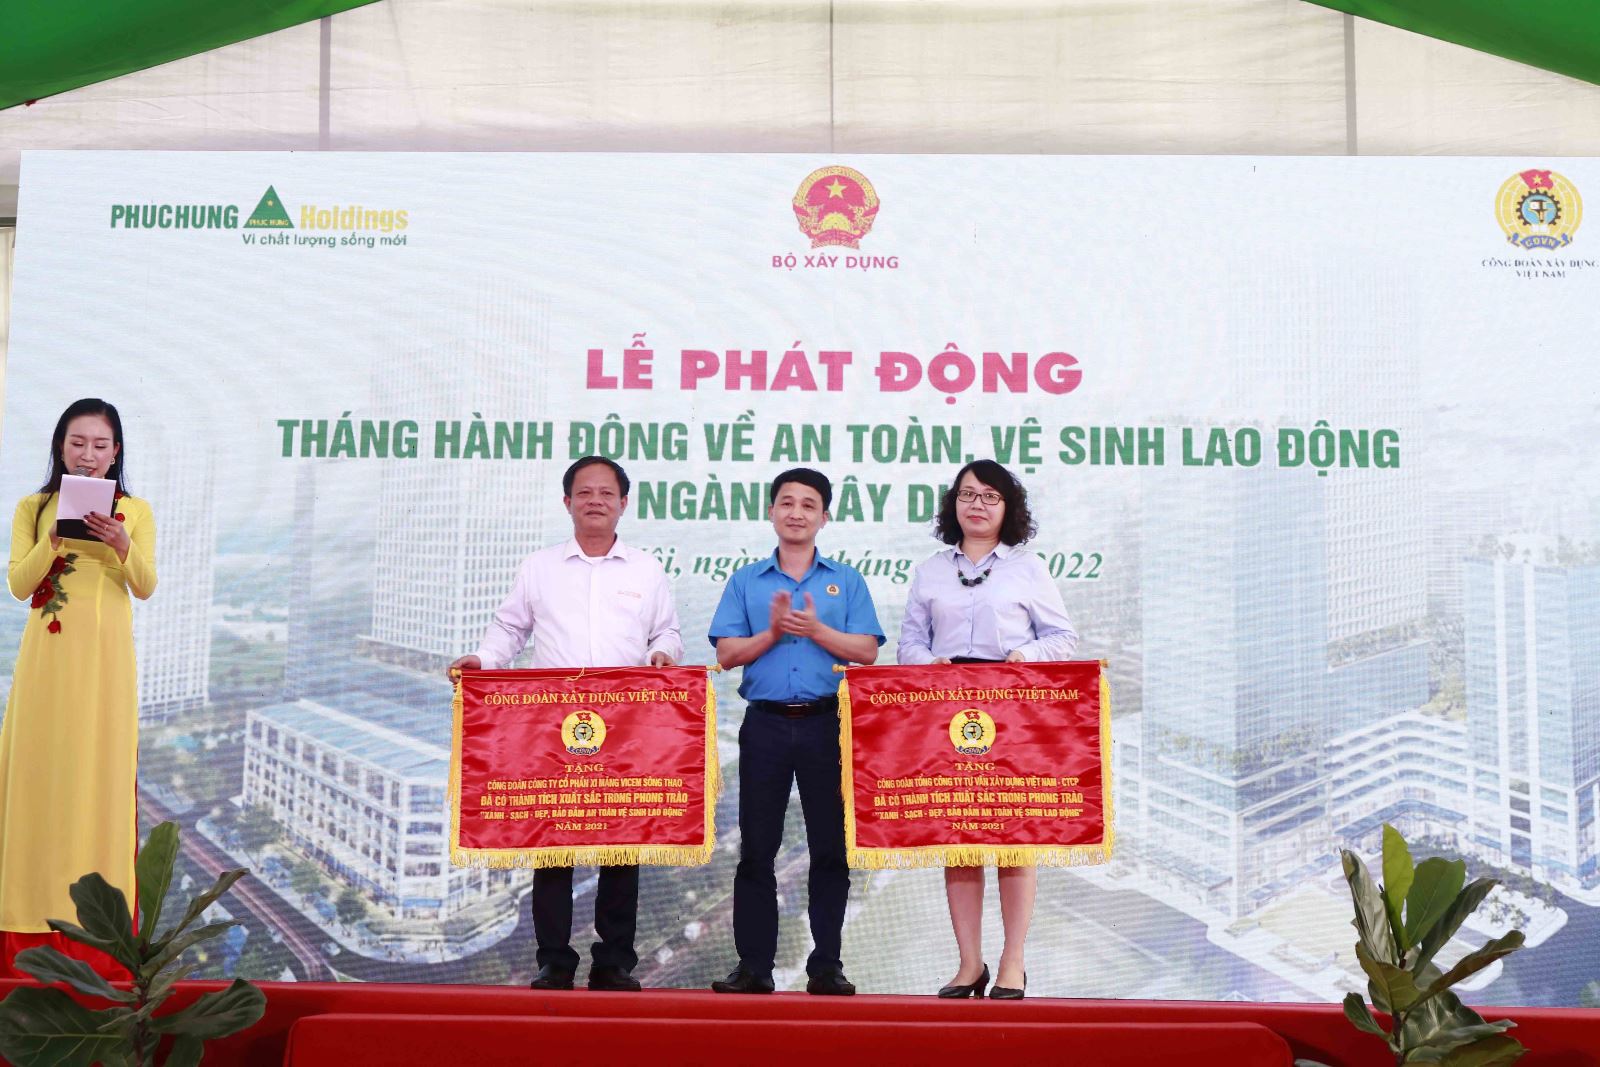 PHUCHUNG Holdings
PHUC HUNG
Vì chất lượng sống mới
BỘ XÂY DỰNG
CĐVN
CÔNG ĐOÀN XÂY DỰNG
VIỆT NAM
LỄ PHÁT ĐỘNG
THÁNG HÀNH ĐỘNG VỀ AN TOÀN, VỆ SINH LAO ĐỘNG
NGÀNH XÂY
tháng 2022
CÔNG ĐOÀN XÂY DỰNG VIỆT NAM
CĐVN
TẶNG
CÔNG ĐOÀN CÔNG TY CỔ PHẦN XI MĂNG VICEM SÔNG THAO
ĐÃ CÓ THÀNH TÍCH XUẤT SẮC TRONG PHONG TRÀO
"XANH - SẠCH - ĐẸP, BẢO ĐẢM AN TOÀN VỆ SINH LAO ĐỘNG"
NĂM 2021
CÔNG ĐOÀN XÂY DỰNG VIỆT NAM
CĐVN
TẶNG
CÔNG ĐOÀN TỔNG CÔNG TY TƯ VẤN XÂY DỰNG VIỆT NAM - CTCP
ĐÃ CÓ THÀNH TÍCH XUẤT SẮC TRONG PHONG TRÀO
"XANH - SẠCH - ĐẸP, BẢO ĐẢM AN TOÀN VỆ SINH LAO ĐỘNG"
NĂM 2021